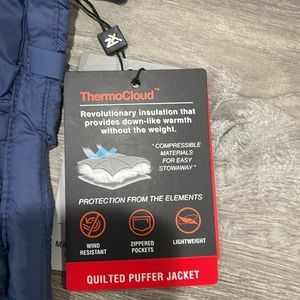 ThermoCloud™
Revolutionary insulation that
provides down-like warmth
without the weight.
* COMPRESSIBLE
MATERIALS
FOR EASY
STOWAWAY *
PROTECTION FROM THE ELEMENTS
WIND
RESISTANT
ZIPPERED
POCKETS
LIGHTWEIGHT
QUILTED PUFFER JACKET